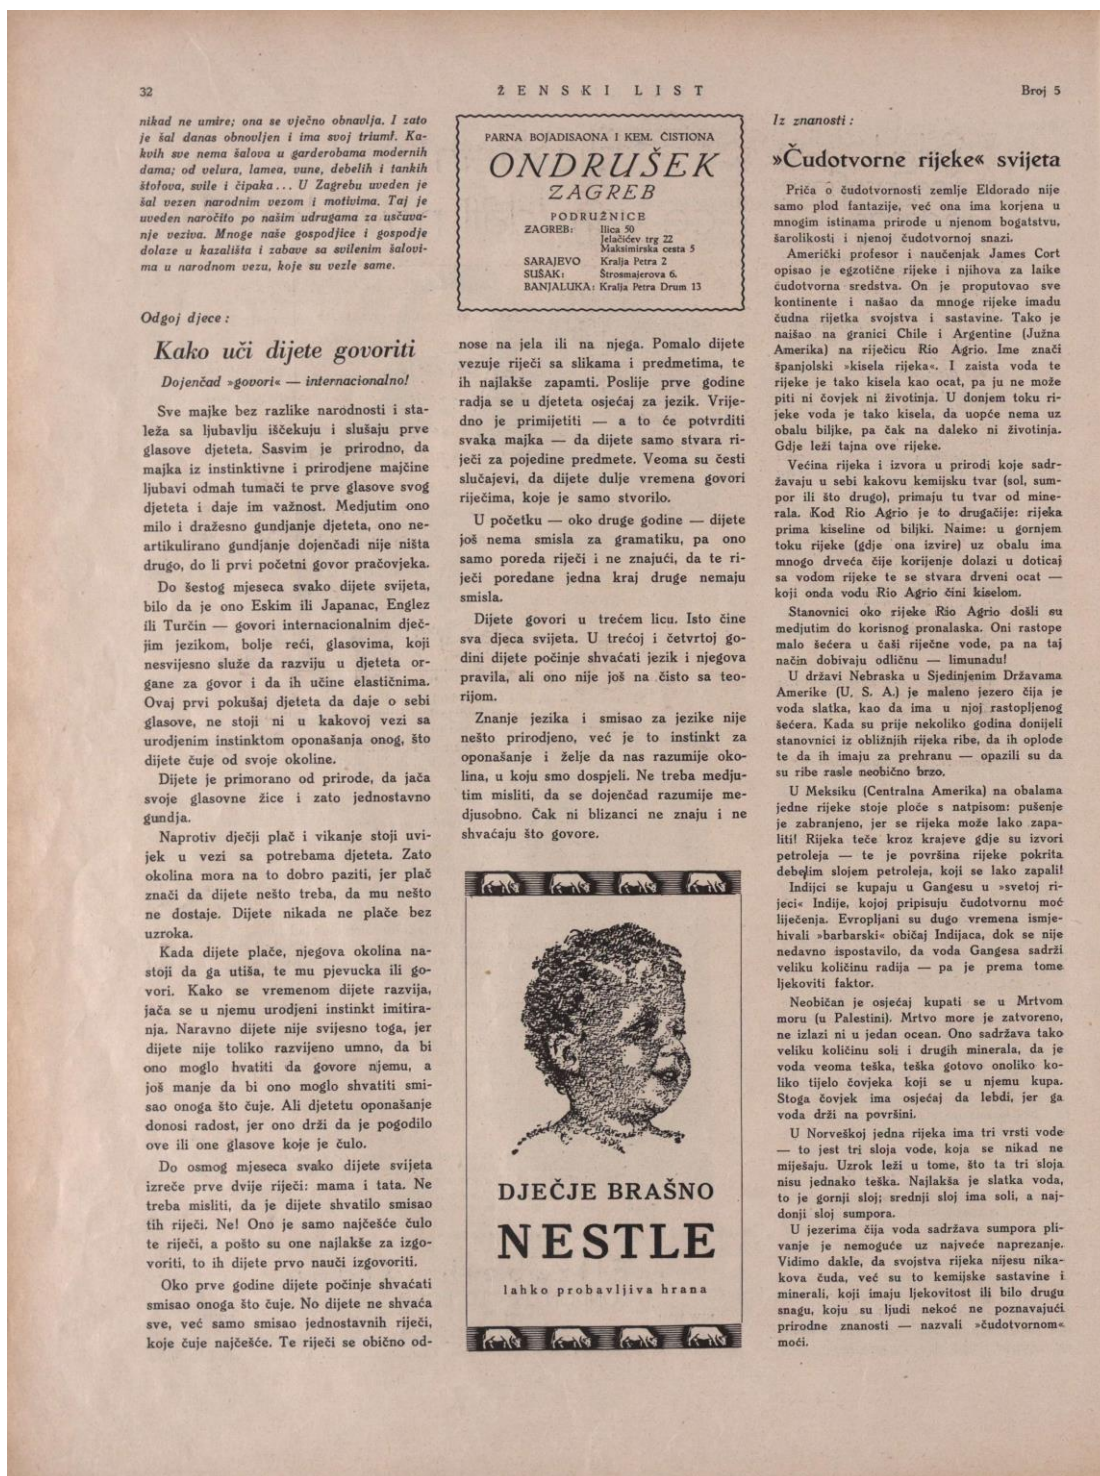 32
ŽENSKI LIST
Broj 5
nikad ne umire; ona se vječno obnavlja. I zato
je šal danas obnovljen i ima svoj triumf. Ka-
kvih sve nema šalova u garderobama modernih
dama; od velura, lamea, vune, debelih i tankih
štofova, svile i čipaka... U Zagrebu uveden je
šal vezen narodnim vezom i motivima. Taj je
uveden naročito po našim udrugama za usčuva-
nje veziva. Mnoge naše gospodjice i gospodje
dolaze u kazališta i zabave sa svilenim šalovi-
ma u narodnom vezu, koje su vezle same.
Odgoj djece:
Kako uči dijete govoriti
Dojenčad »govori« — internacionalno!
Sve majke bez razlike narodnosti i sta-
leža sa ljubavlju iščekuju i slušaju prve
glasove djeteta. Sasvim je prirodno, da
majka iz instinktivne i prirodjene majčine
ljubavi odmah tumači te prve glasove svog
djeteta i daje im važnost. Medjutim ono
milo i dražesno gundjanje djeteta, ono ne-
artikulirano gundjanje dojenčadi nije ništa
drugo, do li prvi početni govor pračovjeka.
Do šestog mjeseca svako dijete svijeta,
bilo da je ono Eskim ili Japanac, Englez
ili Turčin — govori internacionalnim dječ-
jim jezikom, bolje reći, glasovima, koji
nesvijesno služe da razviju u djeteta or-
gane za govor i da ih učine elastičnima.
Ovaj prvi pokušaj djeteta da daje o sebi
glasove, ne stoji ni u kakovoj vezi sa
urodjenim instinktom oponašanja onog, što
dijete čuje od svoje okoline.
Dijete je primorano od prirode, da jača
svoje glasovne žice i zato jednostavno
gundja.
Naprotiv dječji plač i vikanje stoji uvi-
jek u vezi sa potrebama djeteta. Zato
okolina mora na to dobro paziti, jer plač
znači da dijete nešto treba, da mu nešto
ne dostaje. Dijete nikada ne plače bez
uzroka.
Kada dijete plače, njegova okolina na-
stoji da ga utiša, te mu pjevucka ili go-
vori. Kako se vremenom dijete razvija,
jača se u njemu urodjeni instinkt imitira-
nja. Naravno dijete nije svijesno toga, jer
dijete nije toliko razvijeno umno, da bi
ono moglo hvatiti da govore njemu, a
još manje da bi ono moglo shvatiti smi-
sao onoga što čuje. Ali djetetu oponašanje
donosi radost, jer ono drži da je pogodilo
ove ili one glasove koje je čulo.
Do osmog mjeseca svako dijete svijeta
izreče prve dvije riječi: mama i tata. Ne
treba misliti, da je dijete shvatilo smisao
tih riječi. Ne! Ono je samo najčešće čulo
te riječi, a pošto su one najlakše za izgo-
voriti, to ih dijete prvo nauči izgovoriti.
Oko prve godine dijete počinje shvaćati
smisao onoga što čuje. No dijete ne shvaća
sve, već samo smisao jednostavnih riječi,
koje čuje najčešće. Te riječi se obično od-
PARNA BOJADISAONA I KEM. ČISTIONA
ONDRUŠEK
ZAGREB
PODRUŽNICE
ZAGREB: Ilica 50
Jelačićev trg 22
Maksimirska cesta 5
SARAJEVO Kralja Petra 2
SUŠAK: Štrosmajerova 6.
BANJALUKA: Kralja Petra Drum 13
nose na jela ili na njega. Pomalo dijete
vezuje riječi sa slikama i predmetima, te
ih najlakše zapamti. Poslije prve godine
radja se u djeteta osjećaj za jezik. Vrije-
dno je primijetiti — a to će potvrditi
svaka majka — da dijete samo stvara ri-
ječi za pojedine predmete. Veoma su česti
slučajevi, da dijete dulje vremena govori
riječima, koje je samo stvorilo.
U početku — oko druge godine — dijete
još nema smisla za gramatiku, pa ono
samo poreda riječi i ne znajući, da te ri-
ječi poredane jedna kraj druge nemaju
smisla.
Dijete govori u trećem licu. Isto čine
sva djeca svijeta. U trećoj i četvrtoj go-
dini dijete počinje shvaćati jezik i njegova
pravila, ali ono nije još na čisto sa teo-
rijom.
Znanje jezika i smisao za jezike nije
nešto prirodjeno, već je to instinkt za
oponašanje i želje da nas razumije oko-
lina, u koju smo dospjeli. Ne treba medju-
tim misliti, da se dojenčad razumije me-
djusobno. Čak ni blizanci ne znaju i ne
shvaćaju što govore.
DJEČJE BRAŠNO
NESTLE
lahko probavljiva hrana
Iz znanosti:
»Čudotvorne rijeke« svijeta
Priča o čudotvornosti zemlje Eldorado nije
samo plod fantazije, već ona ima korjena u
mnogim istinama prirode u njenom bogatstvu,
šarolikosti i njenoj čudotvornoj snazi.
Američki profesor i naučenjak James Cort
opisao je egzotične rijeke i njihova za laike
čudotvorna sredstva. On je proputovao sve
kontinente i našao da mnoge rijeke imadu
čudna rijetka svojstva i sastavine. Tako je
naišao na granici Chile i Argentine (Južna
Amerika) na riječicu Rio Agrio. Ime znači
španjolski »kisela rijeka«. I zaista voda te
rijeke je tako kisela kao ocat, pa ju ne može
piti ni čovjek ni životinja. U donjem toku ri-
jeke voda je tako kisela, da uopće nema uz
obalu biljke, pa čak na daleko ni životinja.
Gdje leži tajna ove rijeke.
Većina rijeka i izvora u prirodi koje sadr-
žavaju u sebi kakovu kemijsku tvar (sol, sum-
por ili što drugo), primaju tu tvar od mine-
rala. Kod Rio Agrio je to drugačije: rijeka
prima kiseline od biljki. Naime: u gornjem
toku rijeke (gdje ona izvire) uz obalu ima
mnogo drveća čije korijenje dolazi u doticaj
sa vodom rijeke te se stvara drveni ocat —
koji onda vodu Rio Agrio čini kiselom.
Stanovnici oko rijeke Rio Agrio došli su
medjutim do korisnog pronalaska. Oni rastope
malo šećera u čaši riječne vode, pa na taj
način dobivaju odličnu — limunadu!
U državi Nebraska u Sjedinjenim Državama
Amerike (U. S. A.) je maleno jezero čija je
voda slatka, kao da ima u njoj rastopljenog
šećera. Kada su prije nekoliko godina donijeli
stanovnici iz obližnjih rijeka ribe, da ih oplode
te da ih imaju za prehranu — opazili su da
su ribe rasle neobično brzo.
U Meksiku (Centralna Amerika) na obalama
jedne rijeke stoje ploče s natpisom: pušenje
je zabranjeno, jer se rijeka može lako zapa-
liti! Rijeka teče kroz krajeve gdje su izvori
petroleja — te je površina rijeke pokrita
debelim slojem petroleja, koji se lako zapali!
Indijci se kupaju u Gangesu u »svetoj ri-
jeci« Indije, kojoj pripisuju čudotvornu moć
liječenja. Evropljani su dugo vremena ismje-
hivali »barbarski« običaj Indijaca, dok se nije
nedavno ispostavilo, da voda Gangesa sadrži
veliku količinu radija — pa je prema tome
ljekoviti faktor.
Neobičan je osjećaj kupati se u Mrtvom
moru (u Palestini). Mrtvo more je zatvoreno,
ne izlazi ni u jedan ocean. Ono sadržava tako
veliku količinu soli i drugih minerala, da je
voda veoma teška, teška gotovo onoliko ko-
liko tijelo čovjeka koji se u njemu kupa.
Stoga čovjek ima osjećaj da lebdi, jer ga
voda drži na površini.
U Norveškoj jedna rijeka ima tri vrsti vode
— to jest tri sloja vode, koja se nikad ne
miješaju. Uzrok leži u tome, što ta tri sloja
nisu jednako teška. Najlakša je slatka voda,
to je gornji sloj; srednji sloj ima soli, a naj-
donji sloj sumpora.
U jezerima čija voda sadržava sumpora pli-
vanje je nemoguće uz najveće naprezanje.
Vidimo dakle, da svojstva rijeka nijesu nika-
kova čuda, već su to kemijske sastavine i
minerali, koji imaju ljekovitost ili bilo drugu
snagu, koju su ljudi nekoć ne poznavajući
prirodne znanosti — nazvali »čudotvornom«
moći.